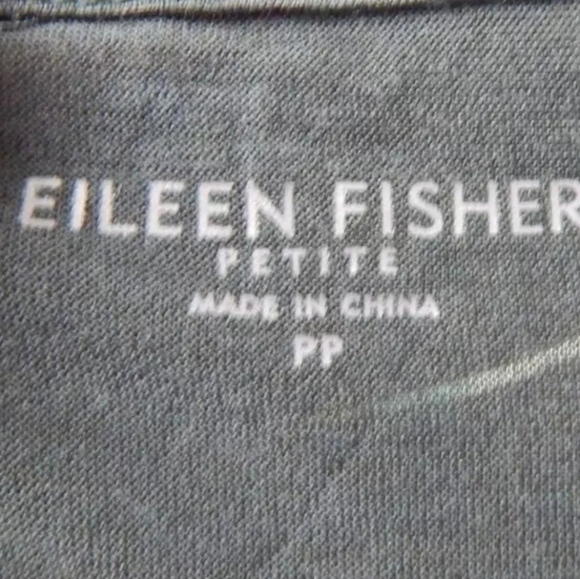 EILEEN FISHER
PETITE
MADE IN CHINA
PP